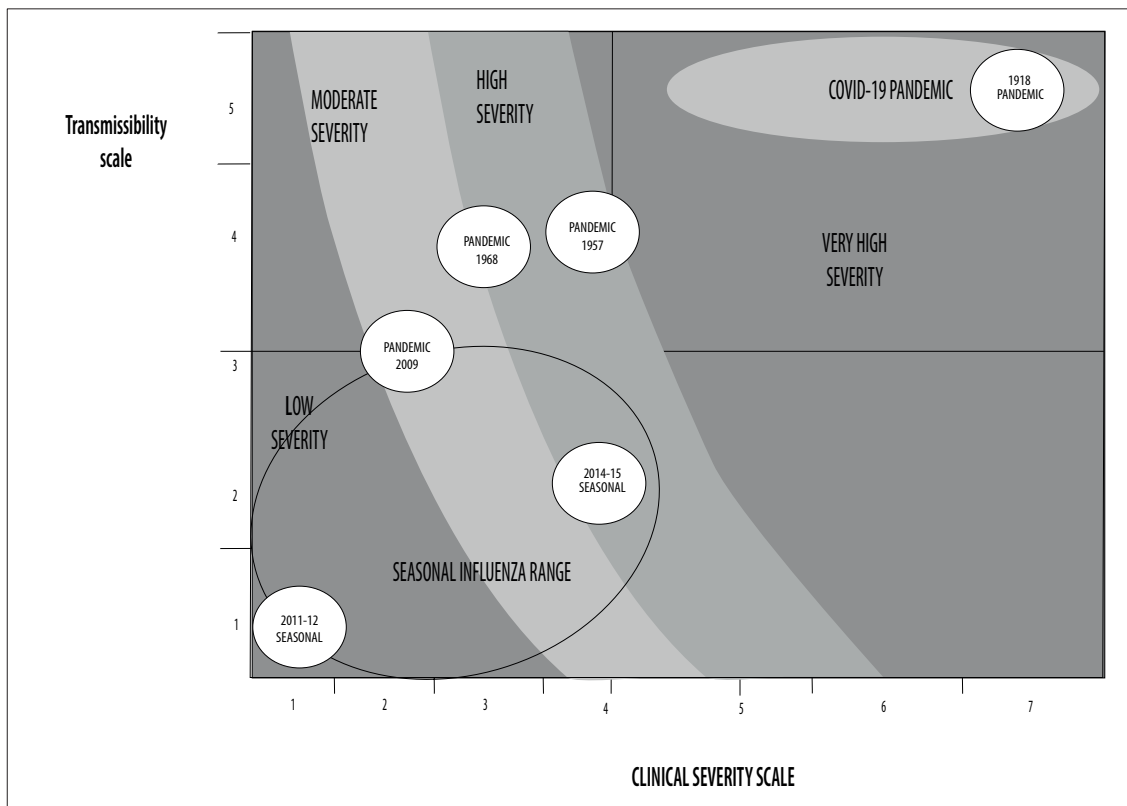 Transmissibility
scale
5
4
3
2
1
MODERATE
SEVERITY
HIGH
SEVERITY
COVID-19 PANDEMIC
1918
PANDEMIC
PANDEMIC
1968
PANDEMIC
1957
VERY HIGH
SEVERITY
PANDEMIC
2009
LOW
SEVERITY
2014-15
SEASONAL
SEASONAL INFLUENZA RANGE
2011-12
SEASONAL
1 2 3 4 5 6 7
CLINICAL SEVERITY SCALE